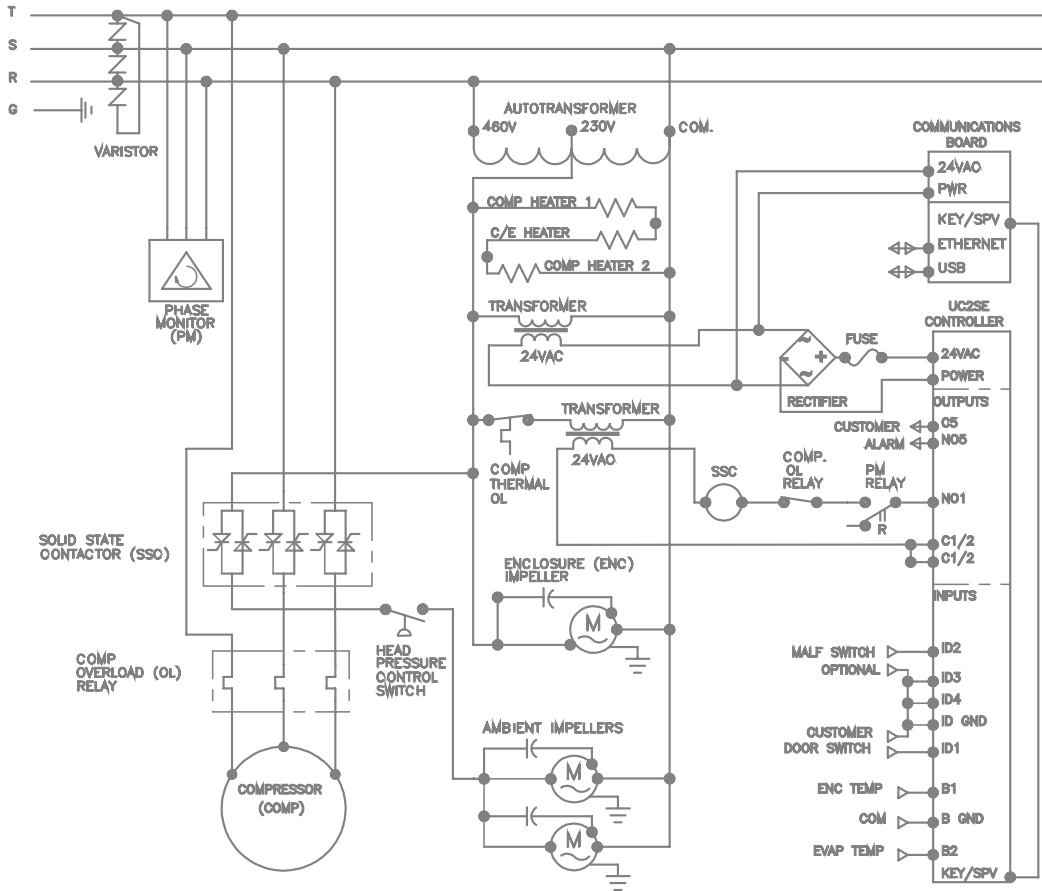 T
S
R
G
VARISTOR
AUTOTRANSFORMER
460V
230V
COM.
COMMUNICATIONS
BOARD
24VAC
PWR
KEY/SPV
ETHERNET
USB
COMP HEATER 1
C/E HEATER
COMP HEATER 2
PHASE
MONITOR
(PM)
TRANSFORMER
24VAC
UC2SE
CONTROLLER
FUSE
24VAC
POWER
RECTIFIER
OUTPUTS
CUSTOMER
ALARM
C5
NO5
TRANSFORMER
24VAC
COMP
THERMAL
OL
SSC
COMP.
OL
RELAY
PM
RELAY
R
NO1
C1/2
C1/2
SOLID STATE
CONTACTOR (SSC)
ENCLOSURE (ENC)
IMPELLER
M
INPUTS
COMP
OVERLOAD (OL)
RELAY
HEAD
PRESSURE
CONTROL
SWITCH
MALF SWITCH
OPTIONAL
ID2
ID3
ID4
ID GND
CUSTOMER
DOOR SWITCH
ID1
AMBIENT IMPELLERS
M
M
COMPRESSOR
(COMP)
ENC TEMP
B1
COM
B GND
EVAP TEMP
B2
KEY/SPV